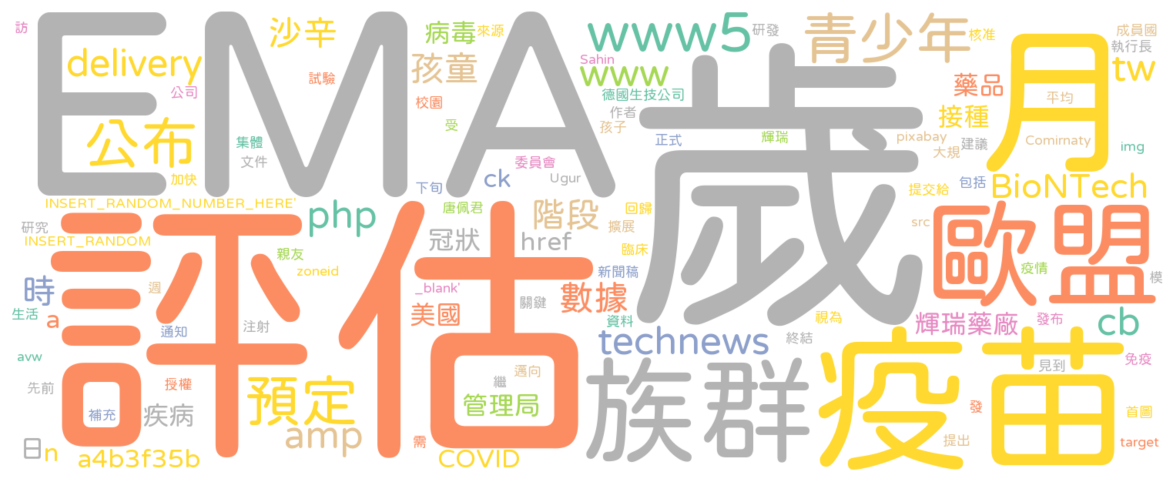 EMA
歲
評估
疫苗
月
歐盟
族群
青少年
www5
公布
預定
technews
delivery
沙辛
病毒
來源
訪
研發
核准
成員國
執行長
tw
孩童
Sahin
www
德國生技公司
試驗
公司
校園
作者
藥品
平均
接種
受
孩子
正式
輝瑞
pixabay
建議
Comirnaty
大規
img
集體
文件
委員會
加快
ck
Ugur
下旬
提交給
包括
BioNTech
INSERT_RANDOM_NUMBER_HERE'
研究
INSERT_RANDOM
php
唐佩君
階段
回歸
擴展
冠狀
href
臨床
src
親友
zoneid
新聞稿
疫情
模
時
週
_blank'
關鍵
數據
生活
a
通知
注射
美國
資料
視為
輝瑞藥廠
發布
cb
終結
avw
見到
免疫
先前
授權
繼
邁向
補充
疾病
管理局
發
首圖
amp
需
提出
target
日
n
a4b3f35b
COVID